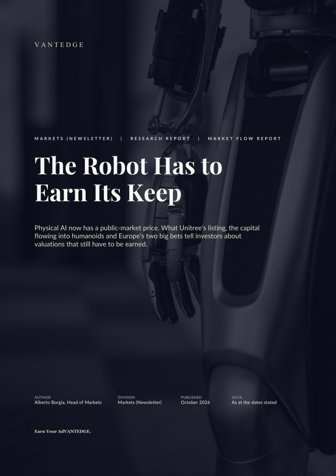 VANTEDGE
MARKETS (NEWSLETTER) | RESEARCH REPORT | MARKET FLOW REPORT
The Robot Has to
Earn Its Keep
Physical AI now has a public-market price. What Unitree's listing, the capital
flowing into humanoids and Europe's two big bets tell investors about
valuations that still have to be earned.
AUTHOR DIVISION PUBLISHED DATA
Alberto Borgia, Head of Markets Markets (Newsletter) October 2026 As at the dates stated
Earn Your AdVANTEDGE.